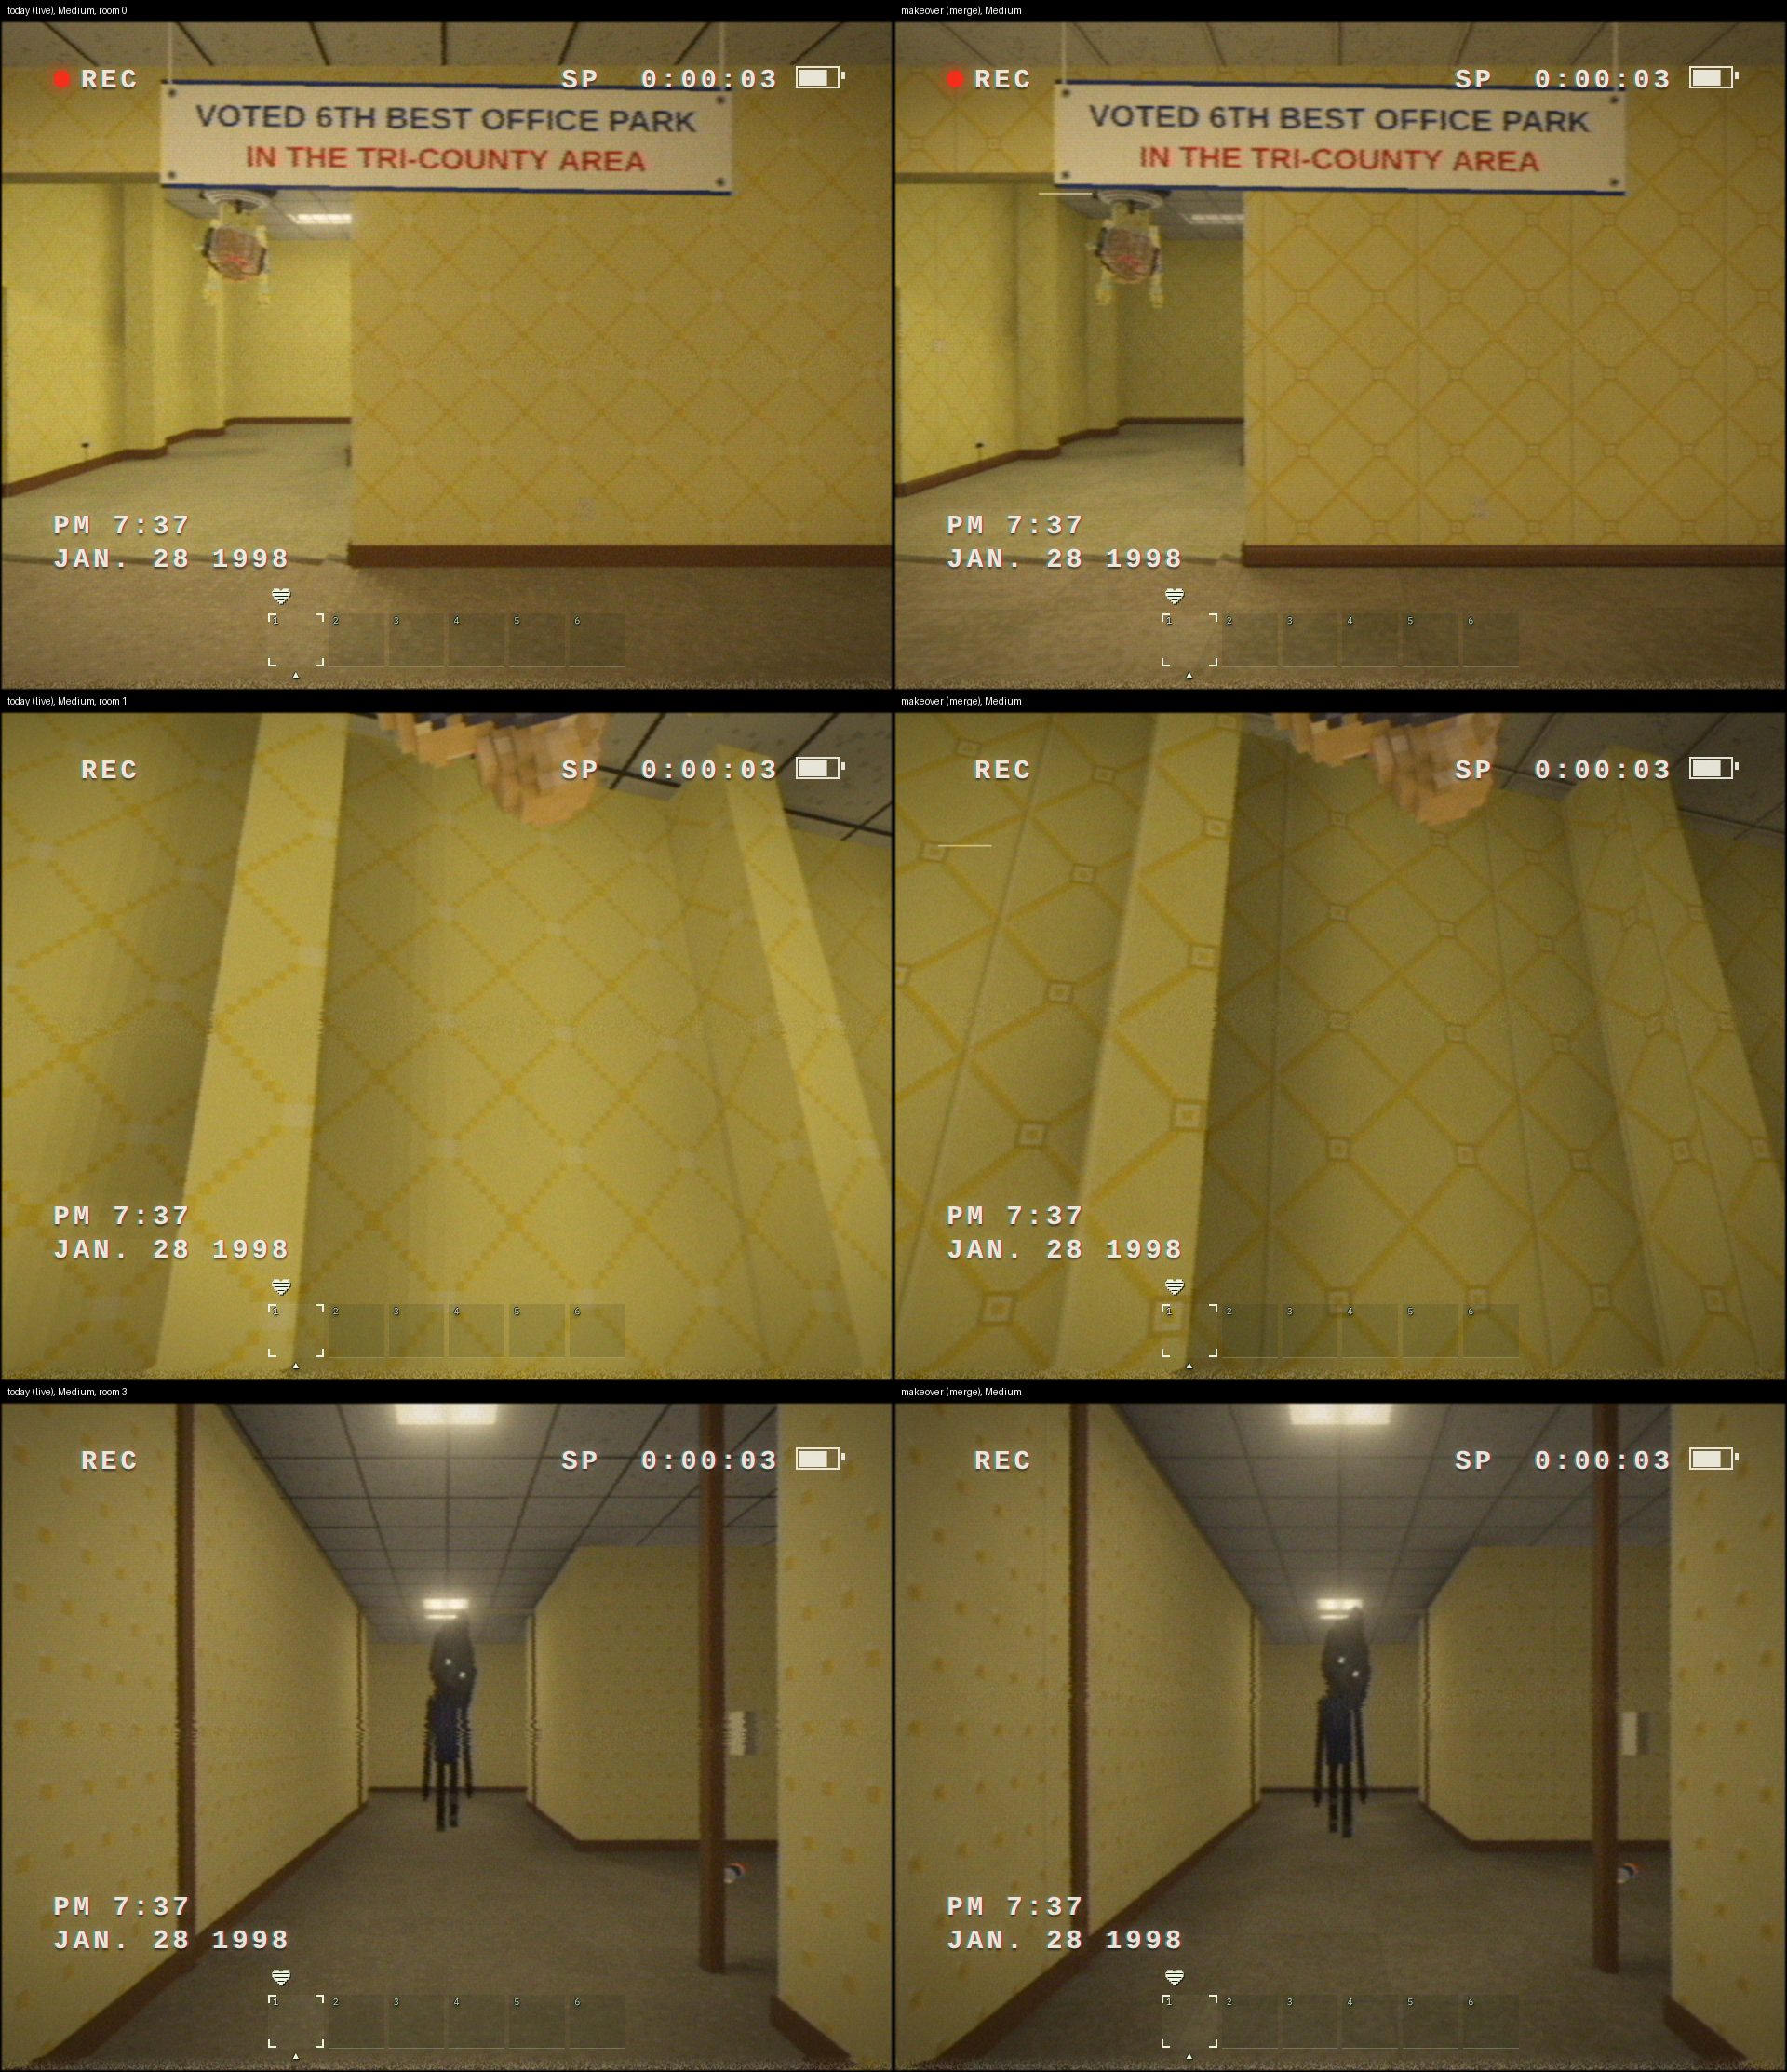 today (live), Medium, room 0
makeover (merge), Medium
REC
SP 0:00:03
VOTED 6TH BEST OFFICE PARK
IN THE TRI-COUNTY AREA
PM 7:37
JAN. 28 1998
1 2 3 4 5 6
REC
SP 0:00:03
VOTED 6TH BEST OFFICE PARK
IN THE TRI-COUNTY AREA
PM 7:37
JAN. 28 1998
1 2 3 4 5 6
today (live), Medium, room 1
makeover (merge), Medium
REC
SP 0:00:03
PM 7:37
JAN. 28 1998
1 2 3 4 5 6
REC
SP 0:00:03
PM 7:37
JAN. 28 1998
1 2 3 4 5 6
today (live), Medium, room 3
makeover (merge), Medium
REC
SP 0:00:03
PM 7:37
JAN. 28 1998
1 2 3 4 5 6
REC
SP 0:00:03
PM 7:37
JAN. 28 1998
1 2 3 4 5 6